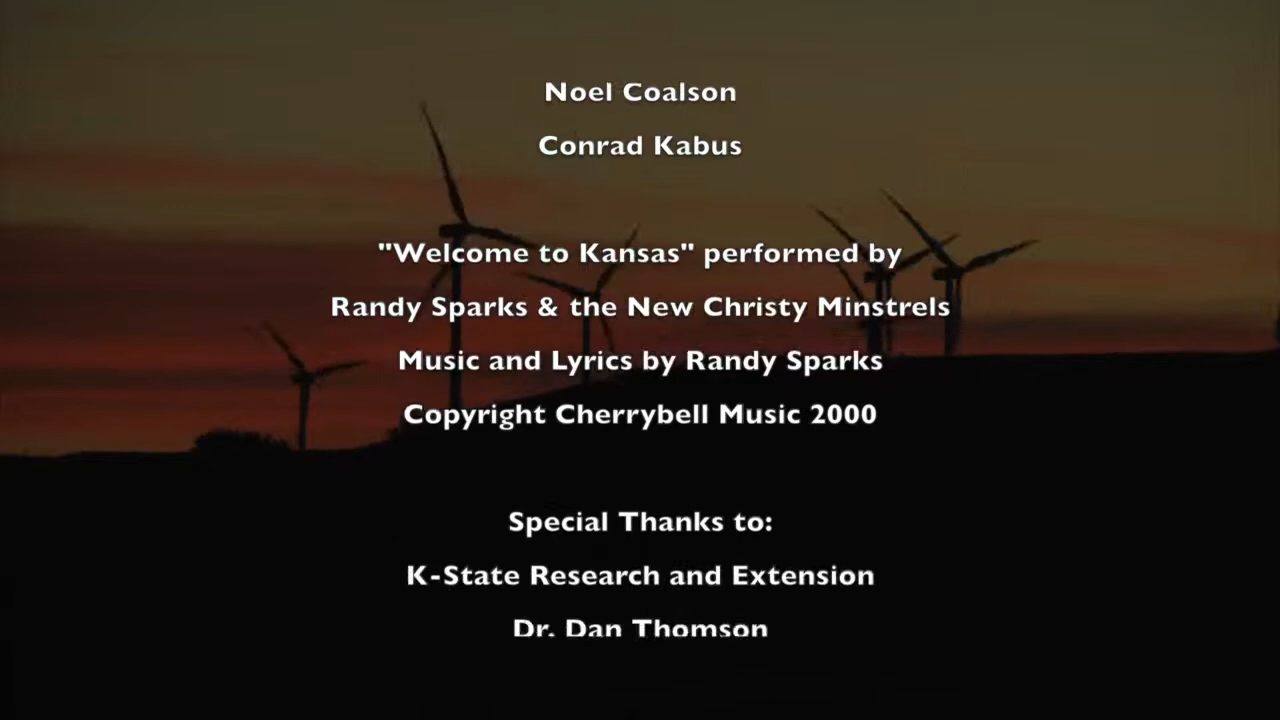 Noel Coalson
Conrad Kabus
"Welcome to Kansas" performed by
Randy Sparks & the New Christy Minstrels
Music and Lyrics by Randy Sparks
Copyright Cherrybell Music 2000
Special Thanks to:
K-State Research and Extension
Dr. Dan Thomson